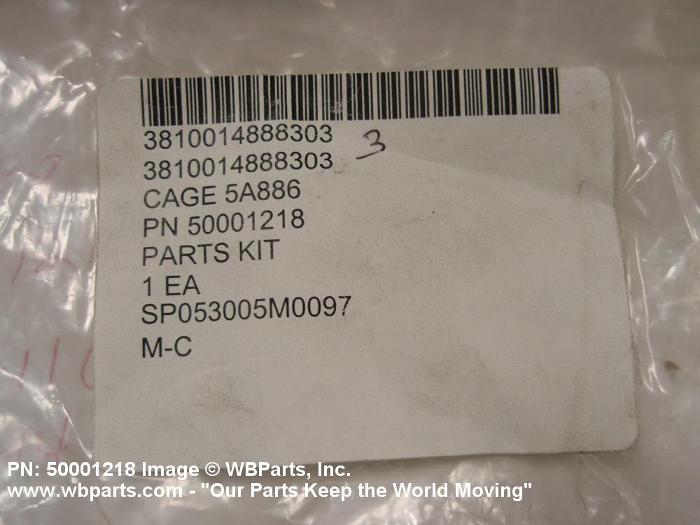 3810014888303
3810014888303 3
CAGE 5A886
PN 50001218
PARTS KIT
1 EA
SP053005M0097
M-C
PN: 50001218 Image © WBParts, Inc.
www.wbparts.com - "Our Parts Keep the World Moving"